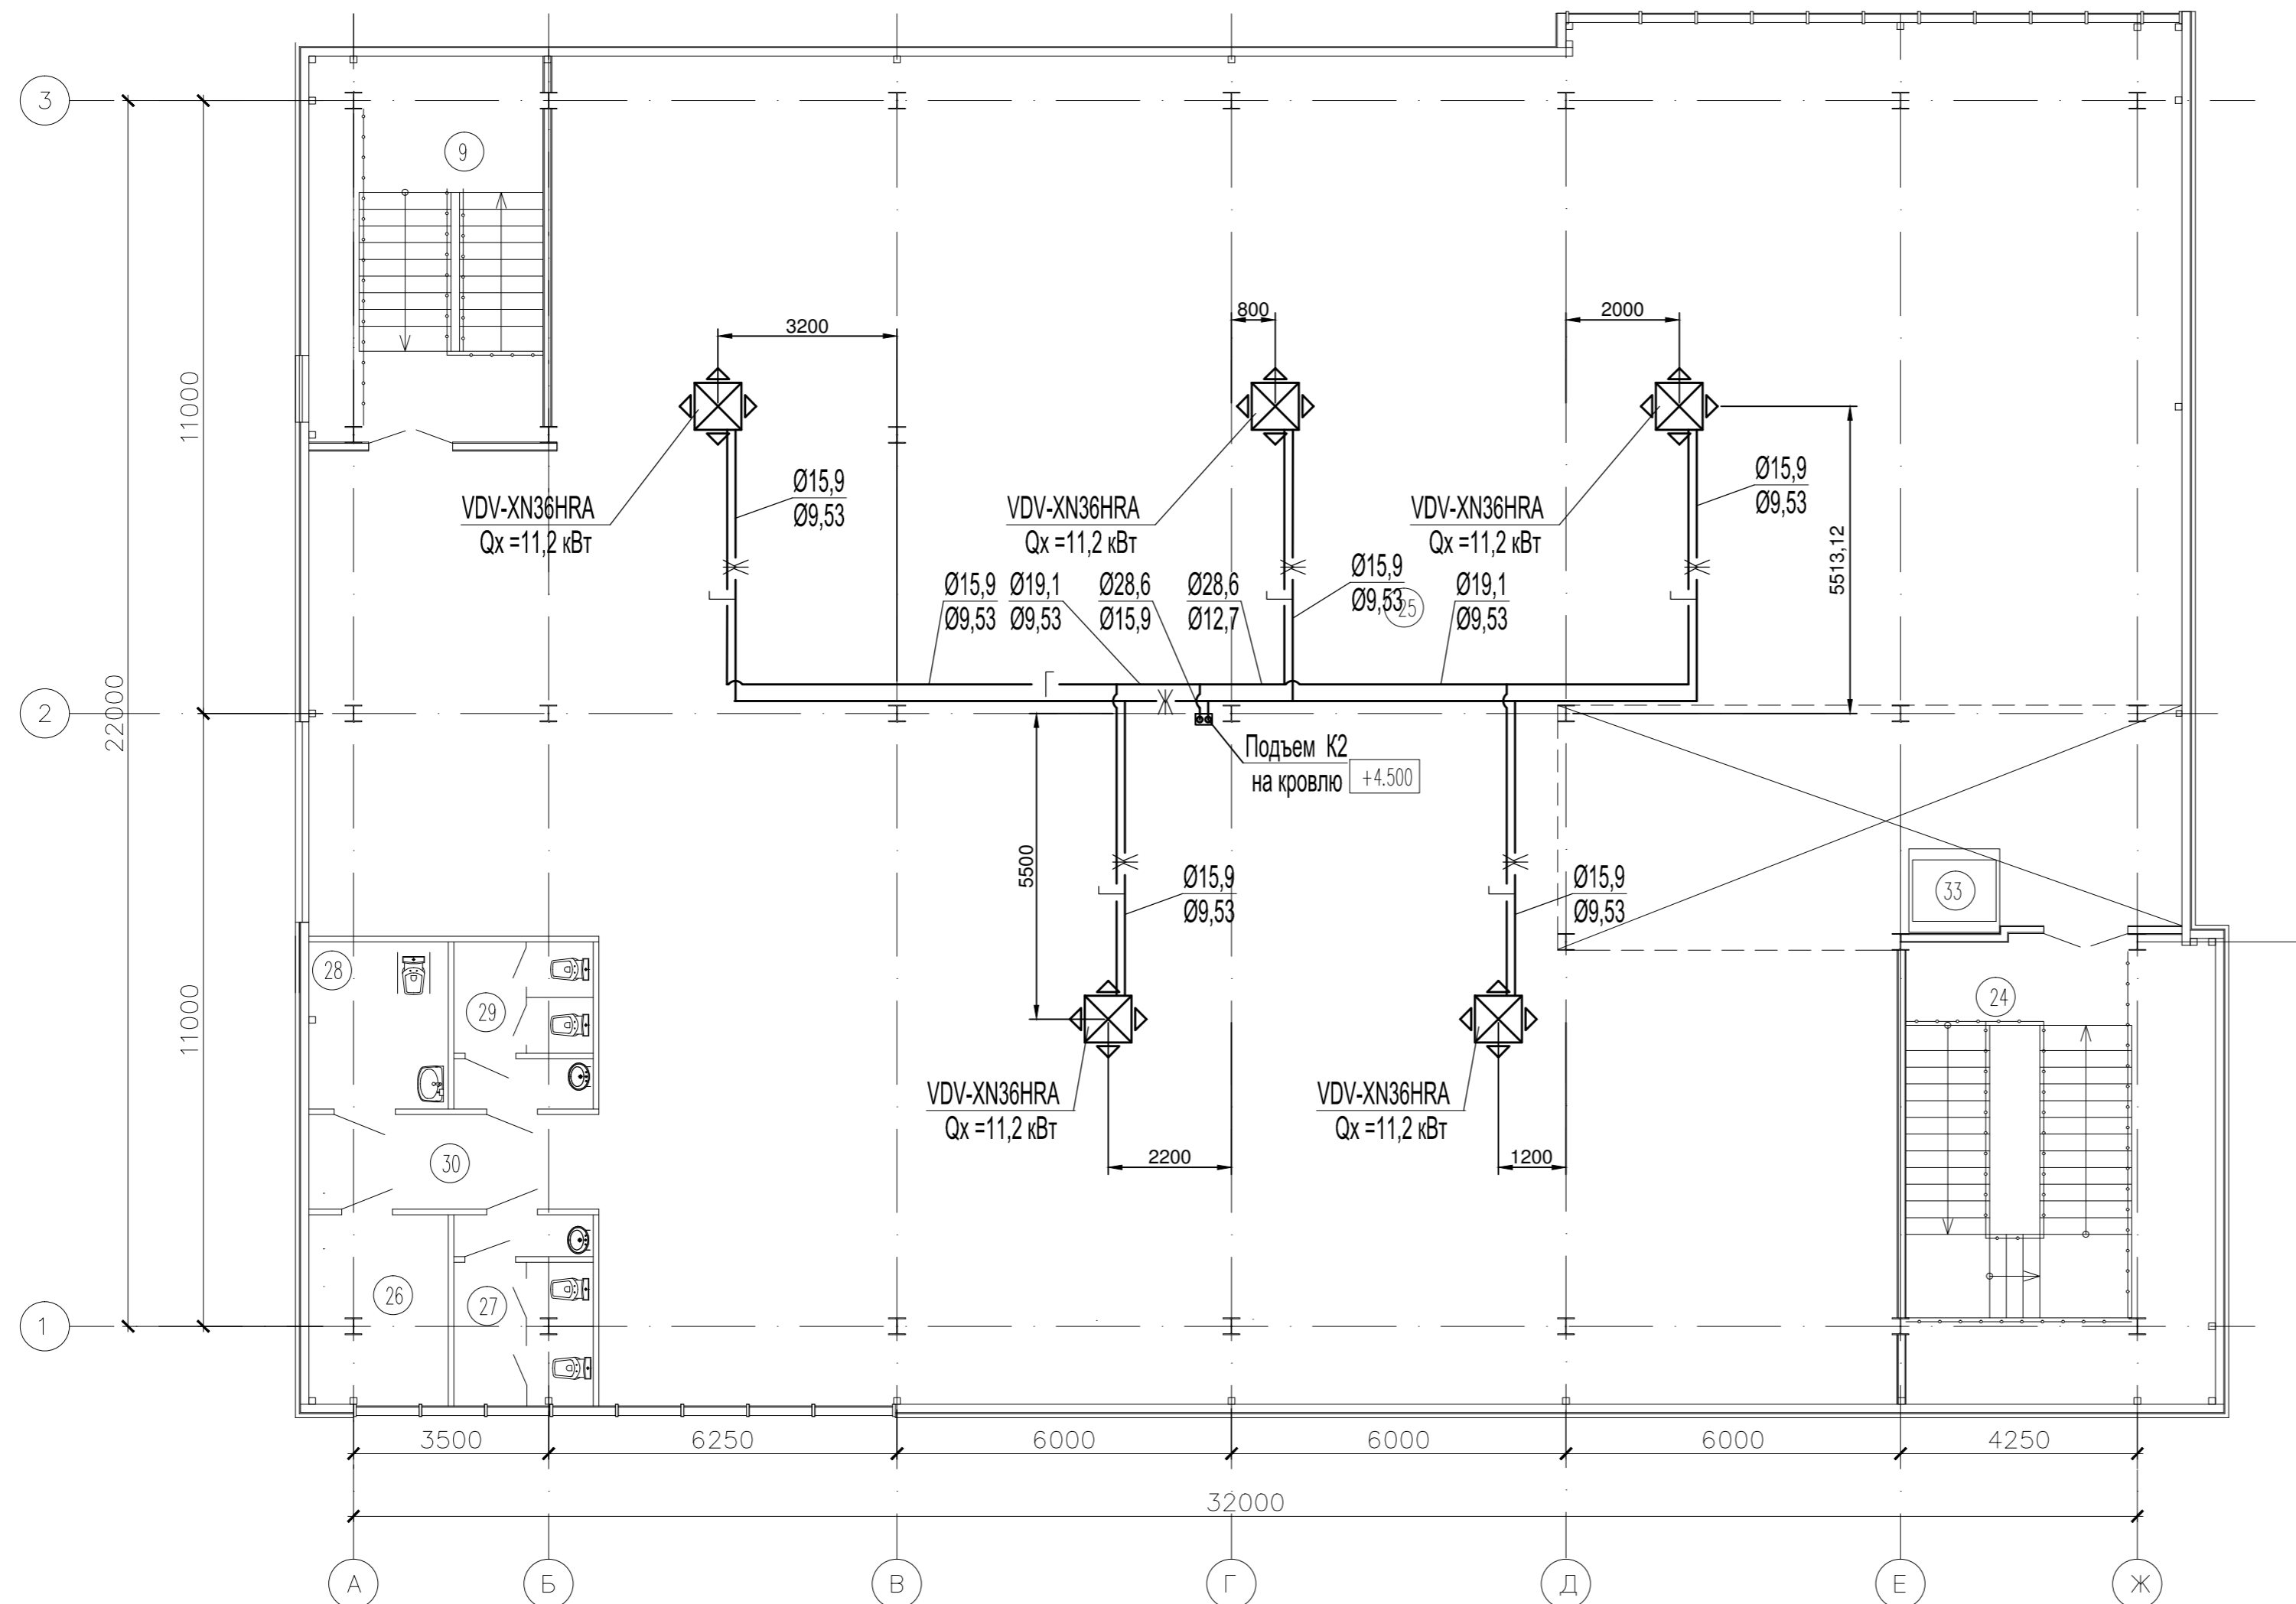 3
9
3200
800
2000
11000
VDV-XN36HRA
Qx =11,2 кВт
Ø15,9
Ø9,53
VDV-XN36HRA
Qx =11,2 кВт
VDV-XN36HRA
Qx =11,2 кВт
Ø15,9
Ø9,53
5513,12
Ø15,9
Ø9,53
Ø19,1
Ø9,53
Ø28,6
Ø15,9
Ø28,6
Ø12,7
Ø15,9
Ø9,53
25
Ø19,1
Ø9,53
22000
2
Г
Ж
Подъем К2
на кровлю
+4.500
5500
Ø15,9
Ø9,53
Ø15,9
Ø9,53
33
28
29
24
11000
VDV-XN36HRA
Qx =11,2 кВт
VDV-XN36HRA
Qx =11,2 кВт
2200
1200
30
26
27
1
3500
6250
6000
6000
6000
4250
32000
А
Б
В
Г
Д
Е
Ж